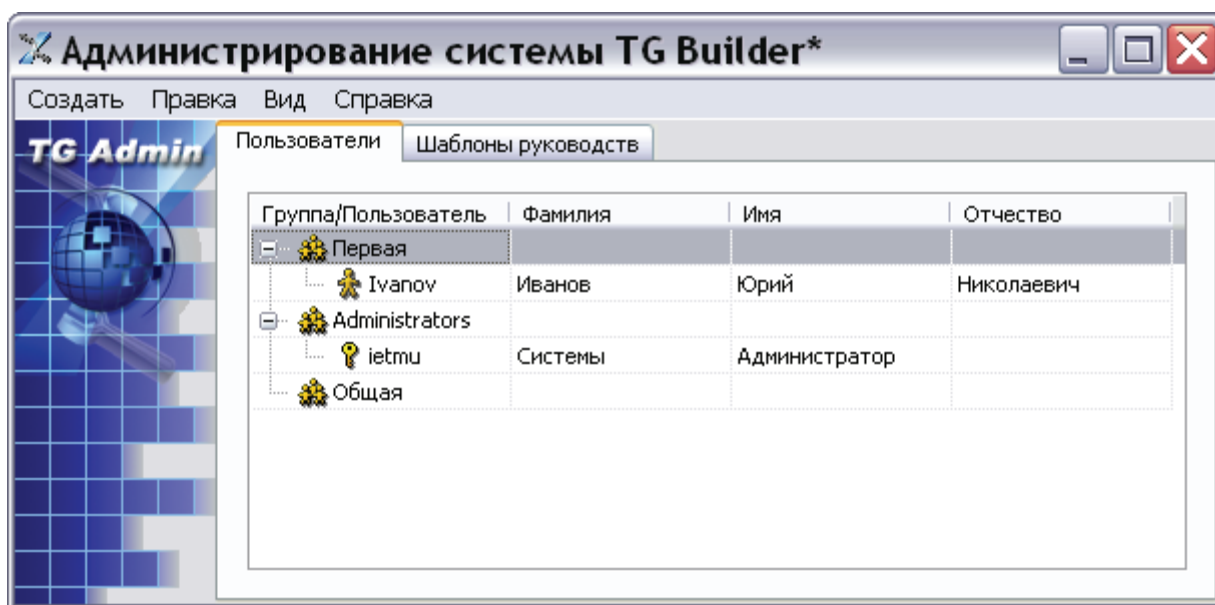 Администрирование системы TG Builder*
Создать Правка Вид Справка
TG Admin
Пользователи Шаблоны руководств
Группа/Пользователь Фамилия Имя Отчество
Первая
Ivanov Иванов Юрий Николаевич
Administrators
ietmu Системы Администратор
Общая